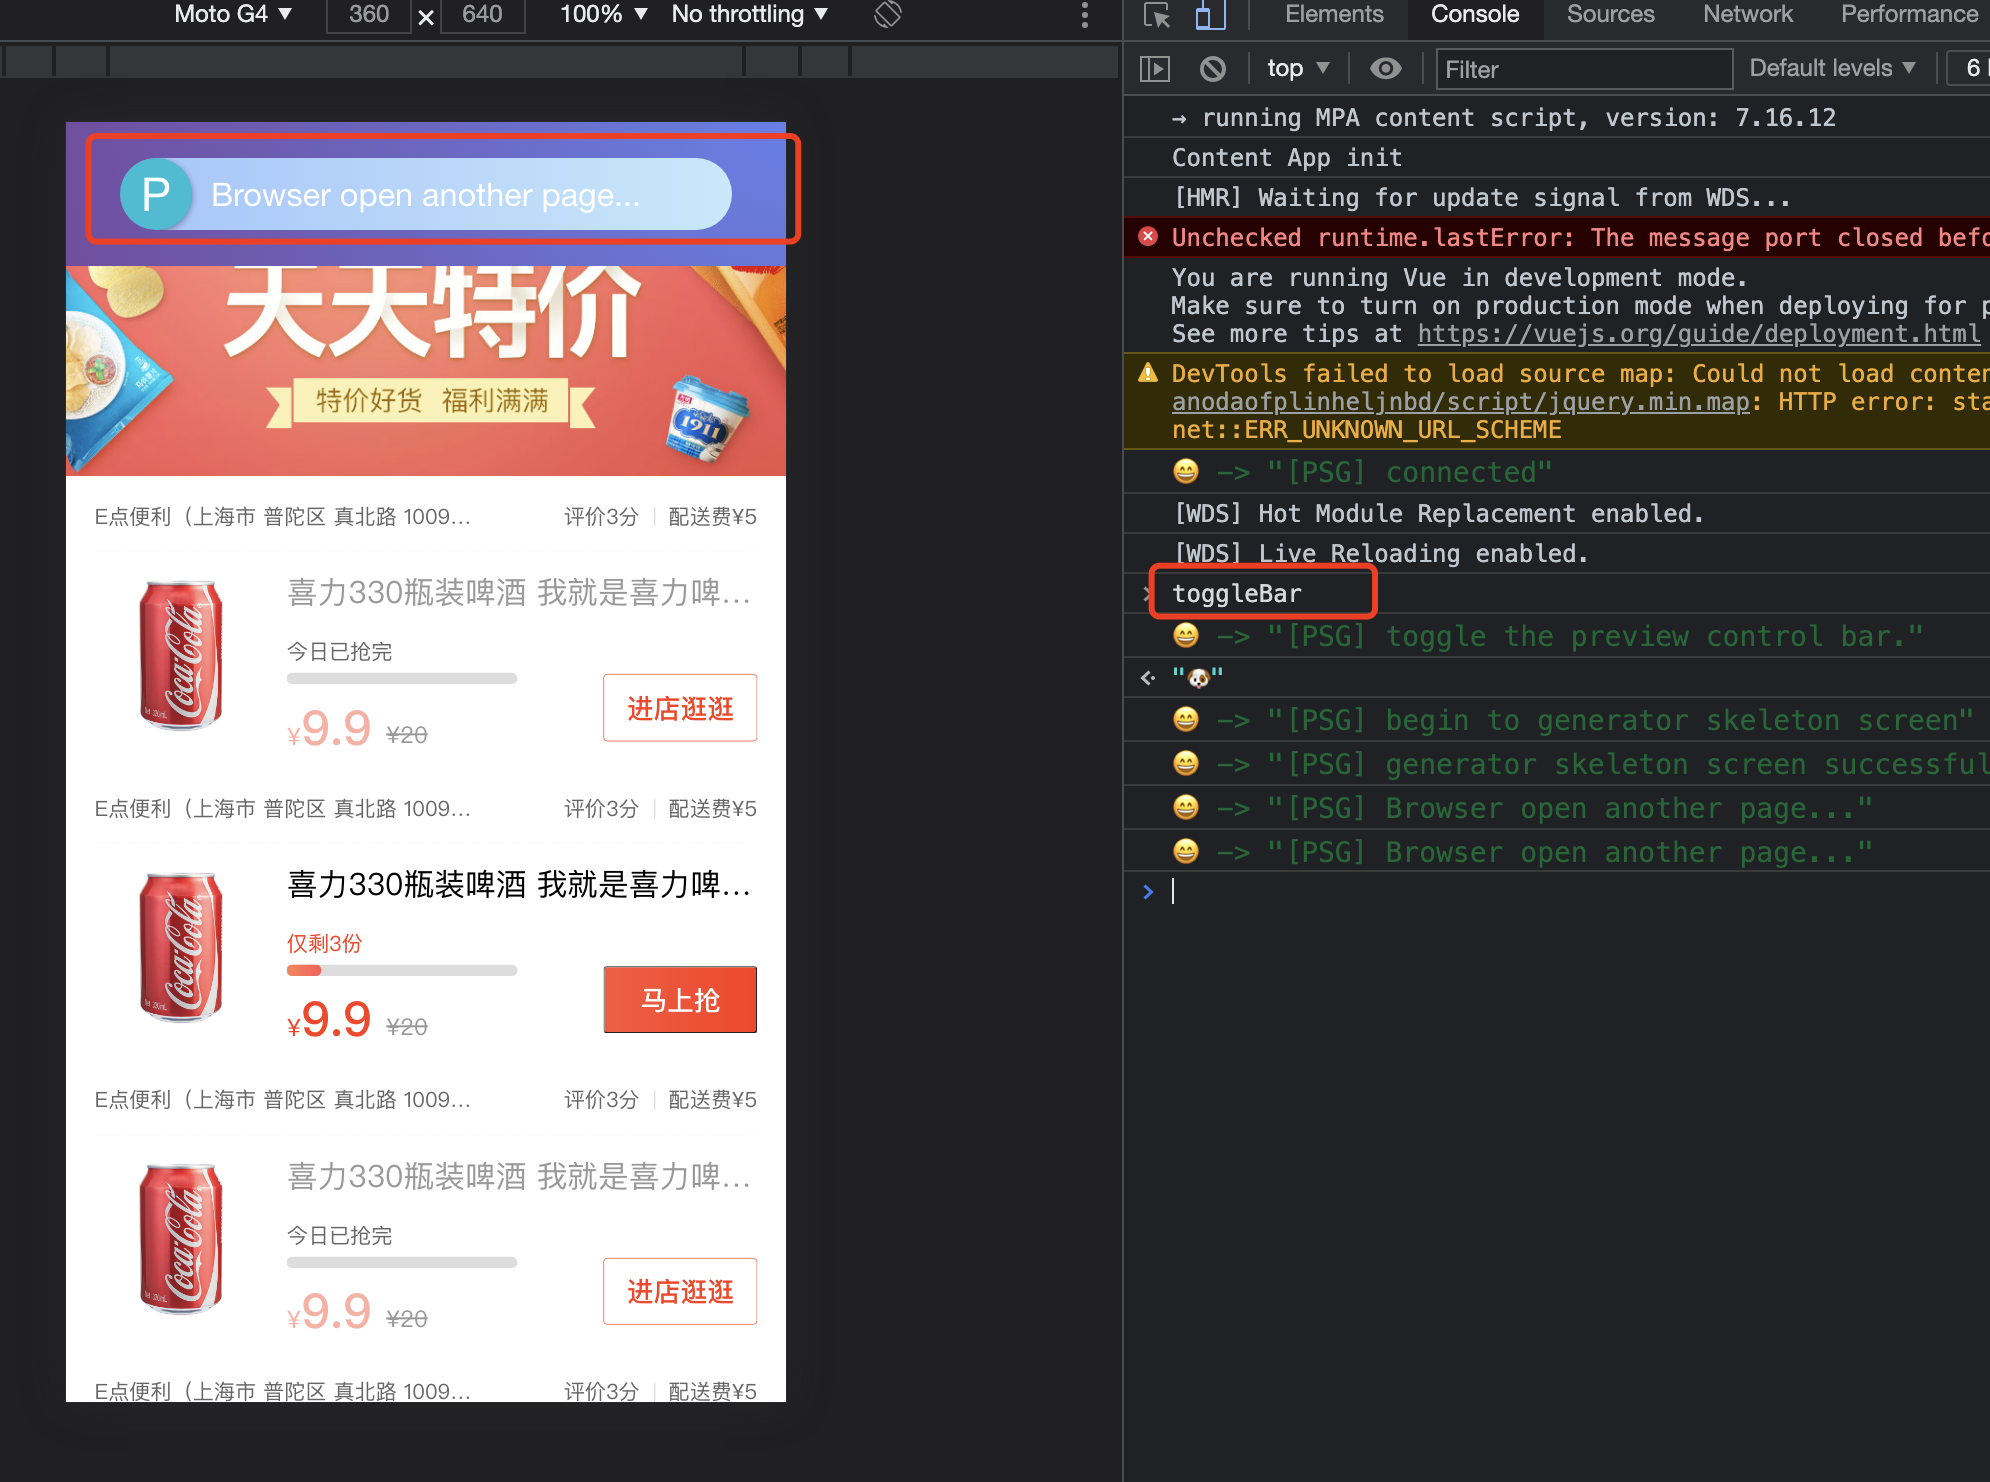 Moto G4 ▼ 360 × 640 100% ▼ No throttling ▼
Elements Console Sources Network Performance
top ▼ Filter Default levels ▼ 6
P Browser open another page...
天天特价
特价好货 福利满满
1911
E点便利（上海市 普陀区 真北路 1009... 评价3分 配送费¥5
喜力330瓶装啤酒 我就是喜力啤...
今日已抢完
Coca-Cola
¥9.9 ¥20
进店逛逛
E点便利（上海市 普陀区 真北路 1009... 评价3分 配送费¥5
喜力330瓶装啤酒 我就是喜力啤...
仅剩3份
Coca-Cola
¥9.9 ¥20
马上抢
E点便利（上海市 普陀区 真北路 1009... 评价3分 配送费¥5
喜力330瓶装啤酒 我就是喜力啤...
今日已抢完
Coca-Cola
¥9.9 ¥20
进店逛逛
E点便利（上海市 普陀区 真北路 1009... 评价3分 配送费¥5
→ running MPA content script, version: 7.16.12
Content App init
[HMR] Waiting for update signal from WDS...
Unchecked runtime.lastError: The message port closed befo
You are running Vue in development mode.
Make sure to turn on production mode when deploying for p
See more tips at https://vuejs.org/guide/deployment.html
DevTools failed to load source map: Could not load conten
anodaofplinheljnbd/script/jquery.min.map: HTTP error: sta
net::ERR_UNKNOWN_URL_SCHEME
😄 —> "[PSG] connected"
[WDS] Hot Module Replacement enabled.
[WDS] Live Reloading enabled.
> toggleBar
😄 —> "[PSG] toggle the preview control bar."
"🐶"
😄 —> "[PSG] begin to generator skeleton screen"
😄 —> "[PSG] generator skeleton screen successful
😄 —> "[PSG] Browser open another page..."
😄 —> "[PSG] Browser open another page..."
>